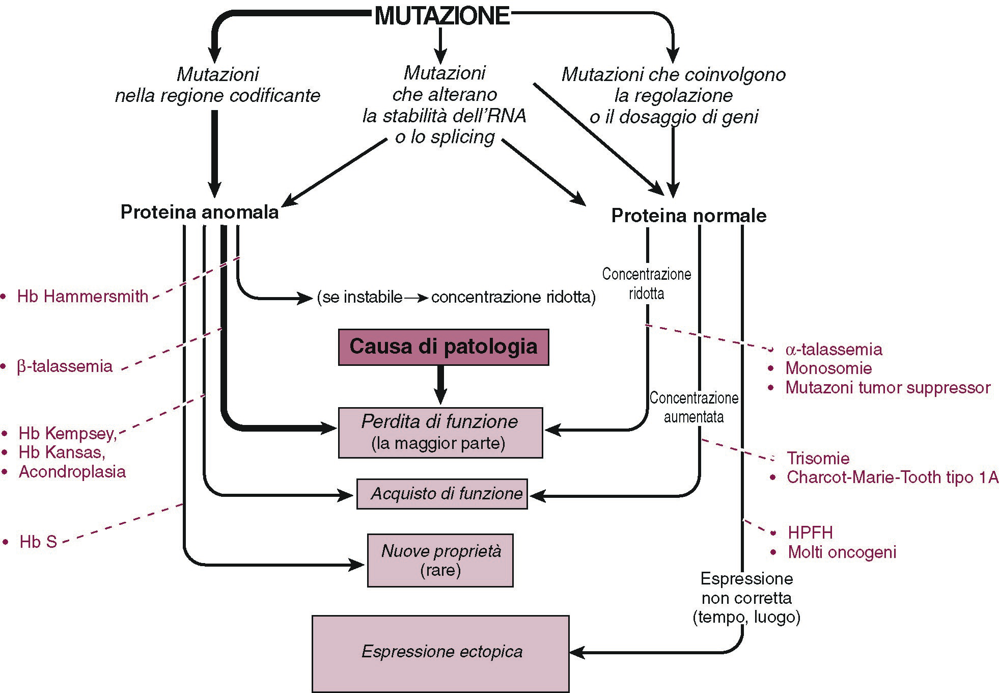 MUTAZIONE
Mutazioni
nella regione codificante
Mutazioni
che alterano
la stabilità dell'RNA
o lo splicing
Mutazioni che coinvolgono
la regolazione
o il dosaggio di geni
Proteina anomala
Proteina normale
Concentrazione
ridotta
• Hb Hammersmith
(se instabile → concentrazione ridotta)
Causa di patologia
• β-talassemia
• α-talassemia
• Monosomie
• Mutazoni tumor suppressor
Concentrazione
aumentata
Perdita di funzione
(la maggior parte)
• Hb Kempsey,
• Hb Kansas,
• Acondroplasia
Trisomie
• Charcot-Marie-Tooth tipo 1A
Acquisto di funzione
• Hb S
• HPFH
• Molti oncogeni
Nuove proprietà
(rare)
Espressione
non corretta
(tempo, luogo)
Espressione ectopica